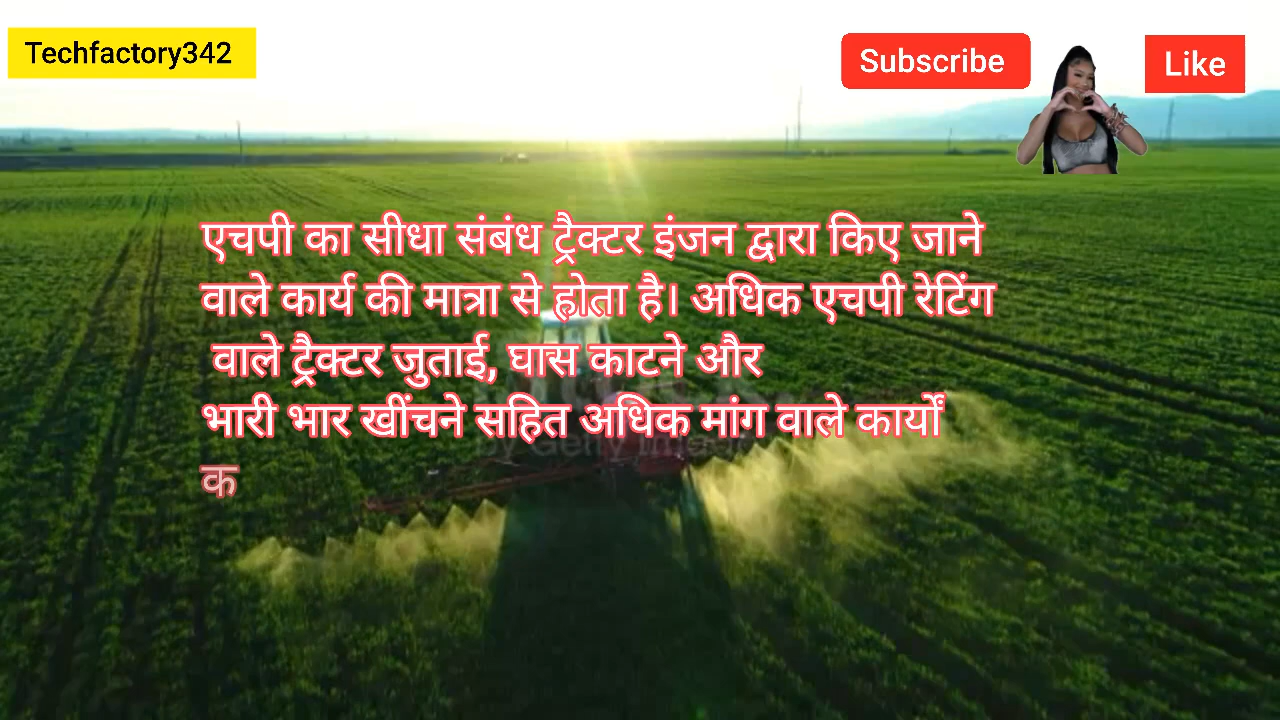 Techfactory342
Subscribe
Like
एचपी का सीधा संबंध ट्रैक्टर इंजन द्वारा किए जाने
वाले कार्य की मात्रा से होता है। अधिक एचपी रेटिंग
वाले ट्रैक्टर जुताई, घास काटने और
भारी भार खींचने सहित अधिक मांग वाले कार्यों
क